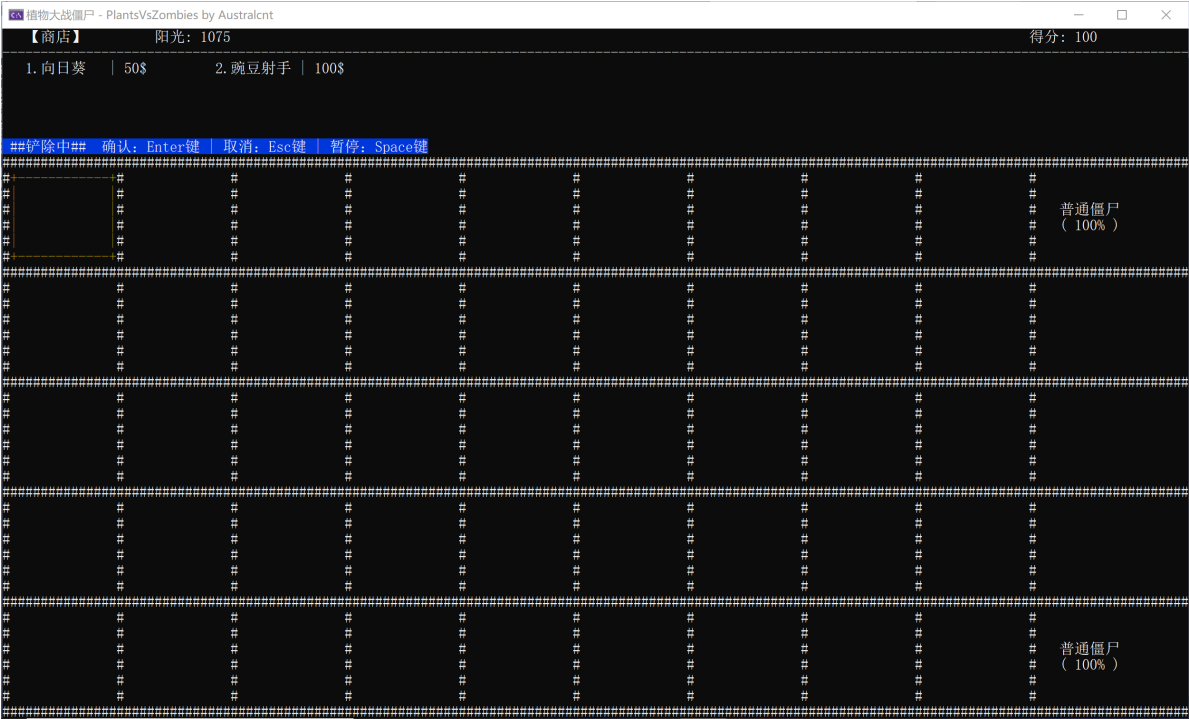 植物大战僵尸 - PlantsVsZombies by Australcnt
【商店】 阳光: 1075 得分: 100
1.向日葵 | 50$ 2.豌豆射手 | 100$
##铲除中## 确认: Enter键 | 取消: Esc键 | 暂停: Space键
普通僵尸
( 100% )
普通僵尸
( 100% )